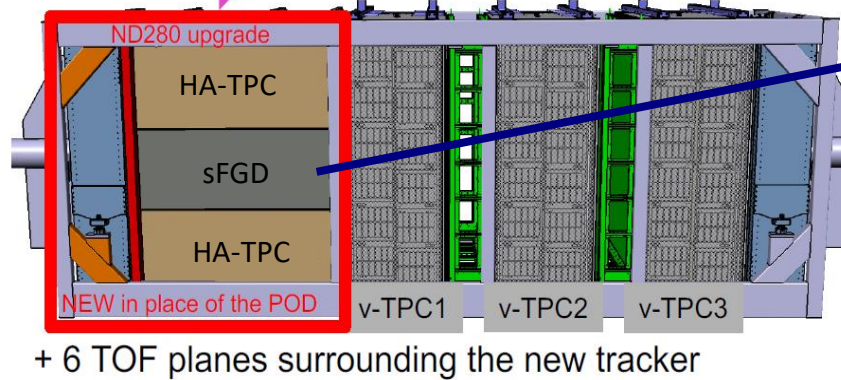 ND280 upgrade
HA-TPC
sFGD
HA-TPC
NEW in place of the POD
v-TPC1 v-TPC2 v-TPC3
+ 6 TOF planes surrounding the new tracker